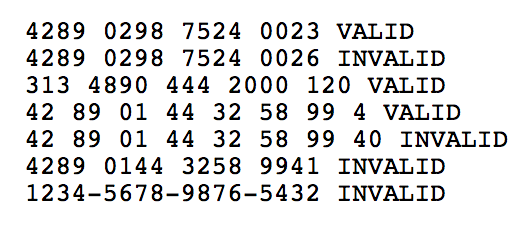 4289 0298 7524 0023 VALID
4289 0298 7524 0026 INVALID
313 4890 444 2000 120 VALID
42 89 01 44 32 58 99 4 VALID
42 89 01 44 32 58 99 40 INVALID
4289 0144 3258 9941 INVALID
1234-5678-9876-5432 INVALID